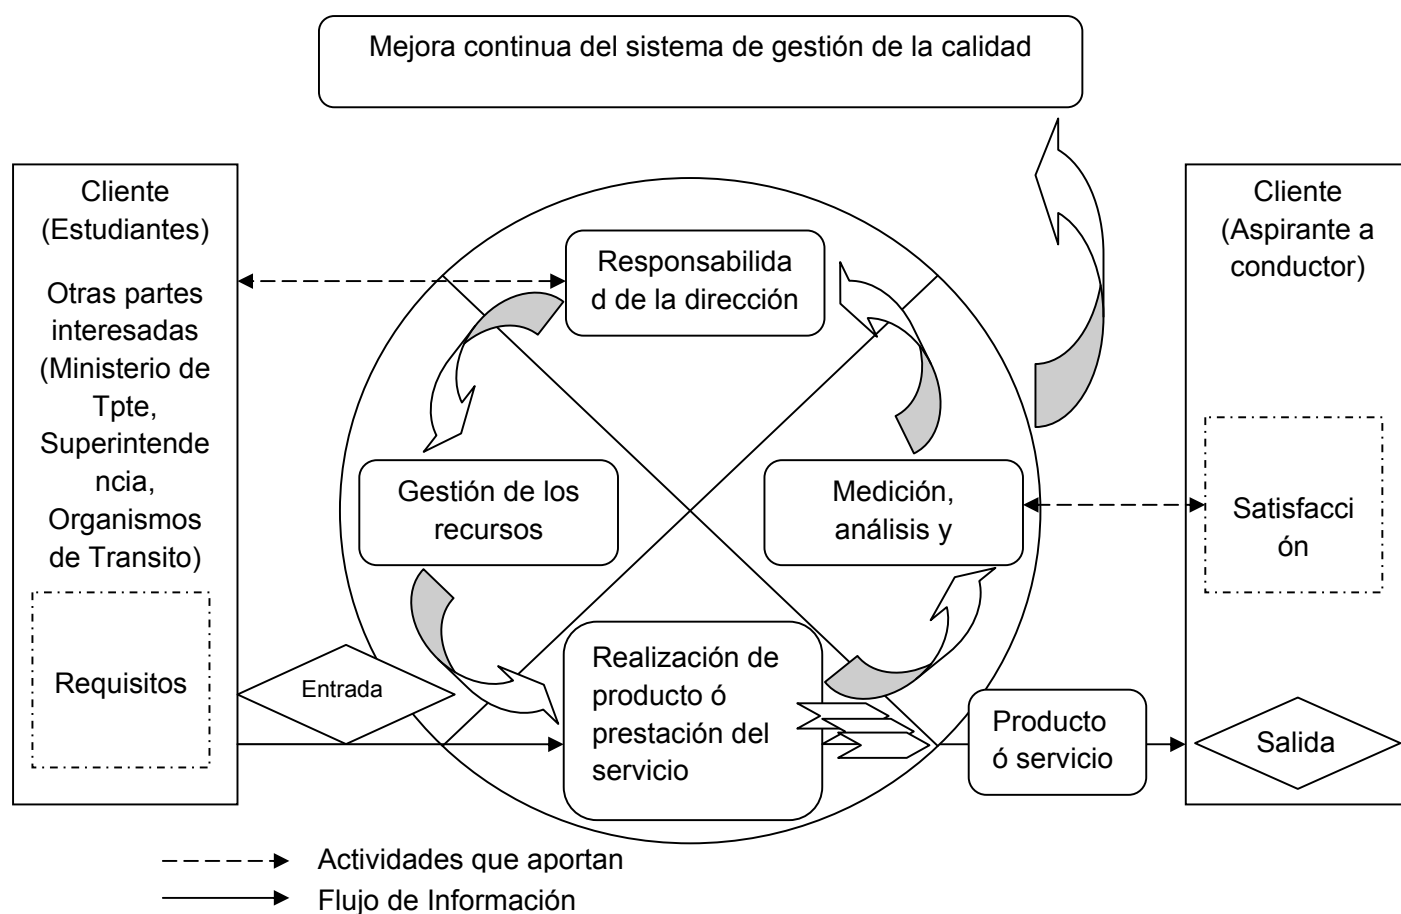 Mejora continua del sistema de gestión de la calidad
Cliente
(Estudiantes)
Otras partes
interesadas
(Ministerio de
Tpte,
Superintende
ncia,
Organismos
de Transito)
Requisitos
Entrada
Responsabilida
d de la dirección
Gestión de los
recursos
Medición,
análisis y
Realización de
producto ó
prestación del
servicio
Producto
ó servicio
Cliente
(Aspirante a
conductor)
Satisfacci
ón
Salida
Actividades que aportan
Flujo de Información